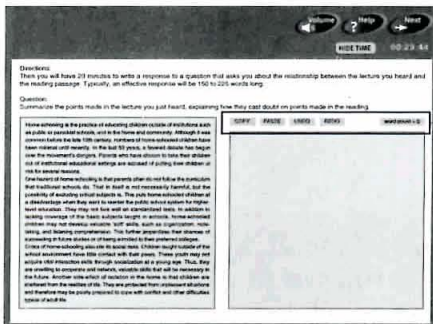 Volume Help Next
HIDE TIME 00:23:44
Directions:
Then you will have 20 minutes to write a response to a question that asks you about the relationship between the lecture you heard and
the reading passage. Typically, an effective response will be 150 to 225 words long.
Question:
Summarize the points made in the lecture you just heard, explaining how they cast doubt on points made in the reading.
Home schooling is the practice of educating children outside of institutions such
as public or parochial schools, and in the home and community. Although it was
common before the late 19th century, numbers of home-schooled children have
been minimal until recently. In the last 50 years, a fevered debate has begun
over the movement's dangers. Parents who have chosen to take their children
out of institutional educational settings are accused of putting their children at
risk for several reasons.
One hazard of home-schooling is that parents often do not follow the curriculum
that traditional schools do. That in itself is not necessarily harmful, but the
possibility of excluding critical subjects is. This puts home-schooled children at
a disadvantage when they want to reenter the public school system for higher-
level education. They may not fare well on standardized tests. In addition to
lacking coverage of the basic subjects taught in schools, home-schooled
children may not develop valuable 'soft' skills, such as organization, note-
taking, and listening comprehension. This further jeopardizes their chances of
succeeding in future studies or of being admitted to their preferred colleges.
Critics of home-schooling also cite its social risks. Children taught outside of the
school environment have little contact with their peers. These youth may not
acquire vital interaction skills through socialization at a young age. Thus, they
are unwilling to cooperate and network, valuable skills that will be necessary in
the future. Another side-effect of isolation in the home is that children are
sheltered from the realities of life. They are protected from unpleasant situations
and therefore may be poorly prepared to cope with conflict and other difficulties
typical of adult life.
COPY PASTE UNDO REDO word count = 0